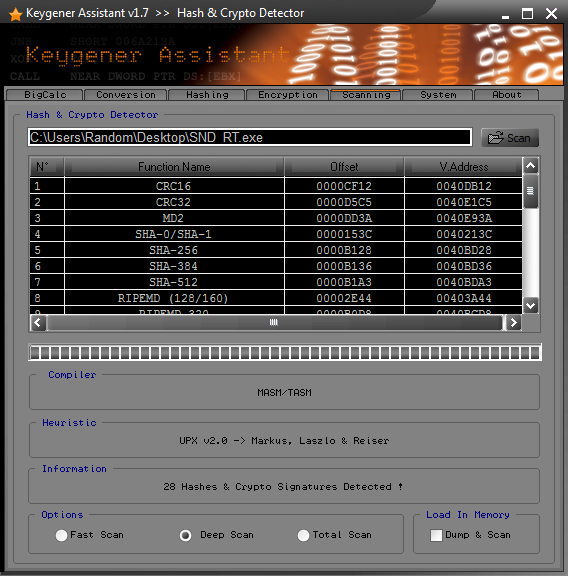 Keygener Assistant v1.7 >> Hash & Crypto Detector
JNB SHORT 006A21BA
XOR
Keygener Assistant
CALL NEAR DWORD PTR DS:[EBX]
BigCalc Conversion Hashing Encryption Scanning System About
Hash & Crypto Detector
C:\Users\Random\Desktop\SND_RT.exe Scan
N° Function Name Offset V.Address
1 CRC16 0000CF12 0040DB12
2 CRC32 0000D5C5 0040E1C5
3 MD2 0000DD3A 0040E93A
4 SHA-0/SHA-1 0000153C 0040213C
5 SHA-256 0000B128 0040BD28
6 SHA-384 0000B136 0040BD36
7 SHA-512 0000B1A3 0040BDA3
8 RIPEMD (128/160) 00002E44 00403A44
9 RIPEMD 320 0000B0D8 0040BCD8
Compiler
MASM/TASM
Heuristic
UPX v2.0 -> Markus, Laszlo & Reiser
Information
28 Hashes & Crypto Signatures Detected !
Options Load In Memory
Fast Scan Deep Scan Total Scan Dump & Scan